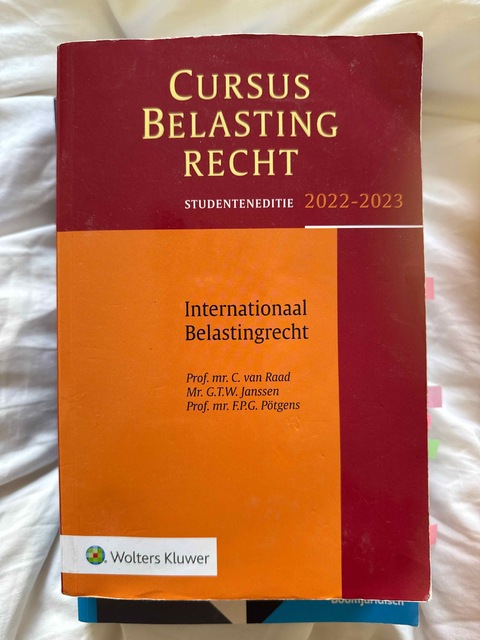 CURSUS
BELASTING
RECHT
STUDENTENEDITIE 2022-2023
Internationaal
Belastingrecht
Prof. mr. C. van Raad
Mr. G.T.W. Janssen
Prof. mr. F.P.G. Pötgens
Wolters Kluwer
Boomjuridisch